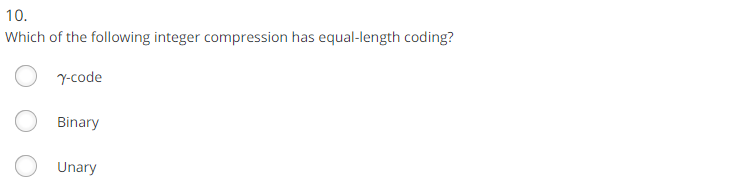 10.
Which of the following integer compression has equal-length coding?
γ-code
Binary
Unary